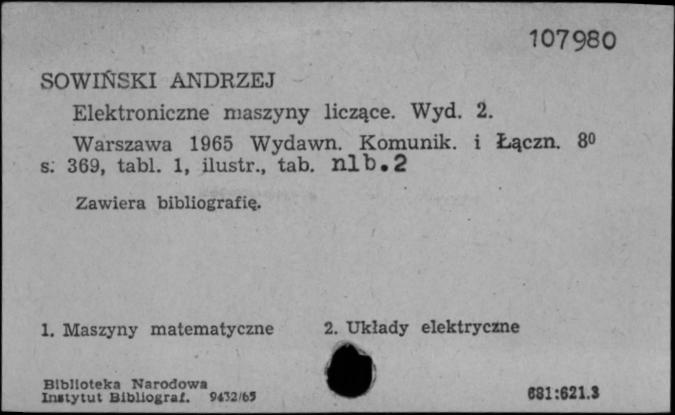 107980
SOWIŃSKI ANDRZEJ
Elektroniczne maszyny liczące. Wyd. 2.
Warszawa 1965 Wydawn. Komunik. i Łączn. 8⁰
s. 369, tabl. 1, ilustr., tab. nlb.2
Zawiera bibliografię.
1. Maszyny matematyczne 2. Układy elektryczne
Biblioteka Narodowa
Instytut Bibliograf. 9432/65 681:621.3